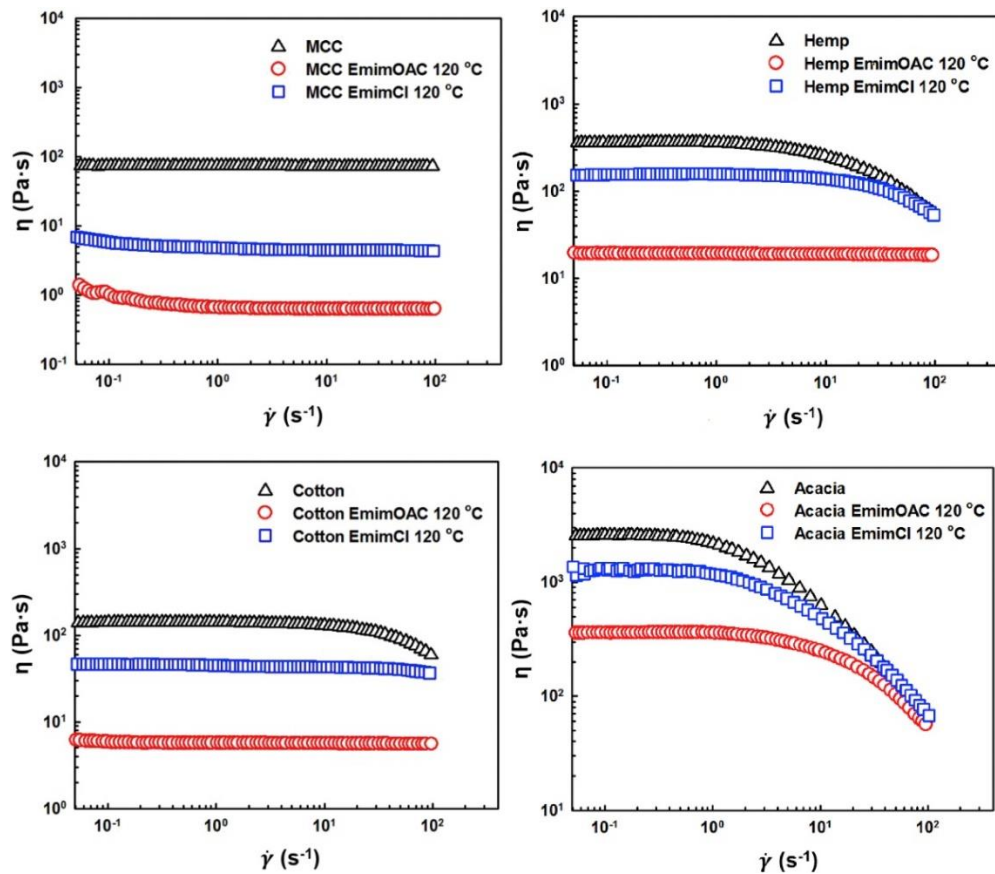 10⁴
10³
10²
10¹
10⁰
10⁻¹
η (Pa·s)
MCC
MCC EmimOAC 120 °C
MCC EmimCl 120 °C
10⁻¹ 10⁰ 10¹ 10²
γ̇ (s⁻¹)
10⁴
10³
10²
10¹
10⁰
η (Pa·s)
Hemp
Hemp EmimOAC 120 °C
Hemp EmimCl 120 °C
10⁻¹ 10⁰ 10¹ 10²
γ̇ (s⁻¹)
10⁴
10³
10²
10¹
10⁰
η (Pa·s)
Cotton
Cotton EmimOAC 120 °C
Cotton EmimCl 120 °C
10⁻¹ 10⁰ 10¹ 10²
γ̇ (s⁻¹)
10⁴
10³
10²
10¹
η (Pa·s)
Acacia
Acacia EmimOAC 120 °C
Acacia EmimCl 120 °C
10⁻¹ 10⁰ 10¹ 10²
γ̇ (s⁻¹)